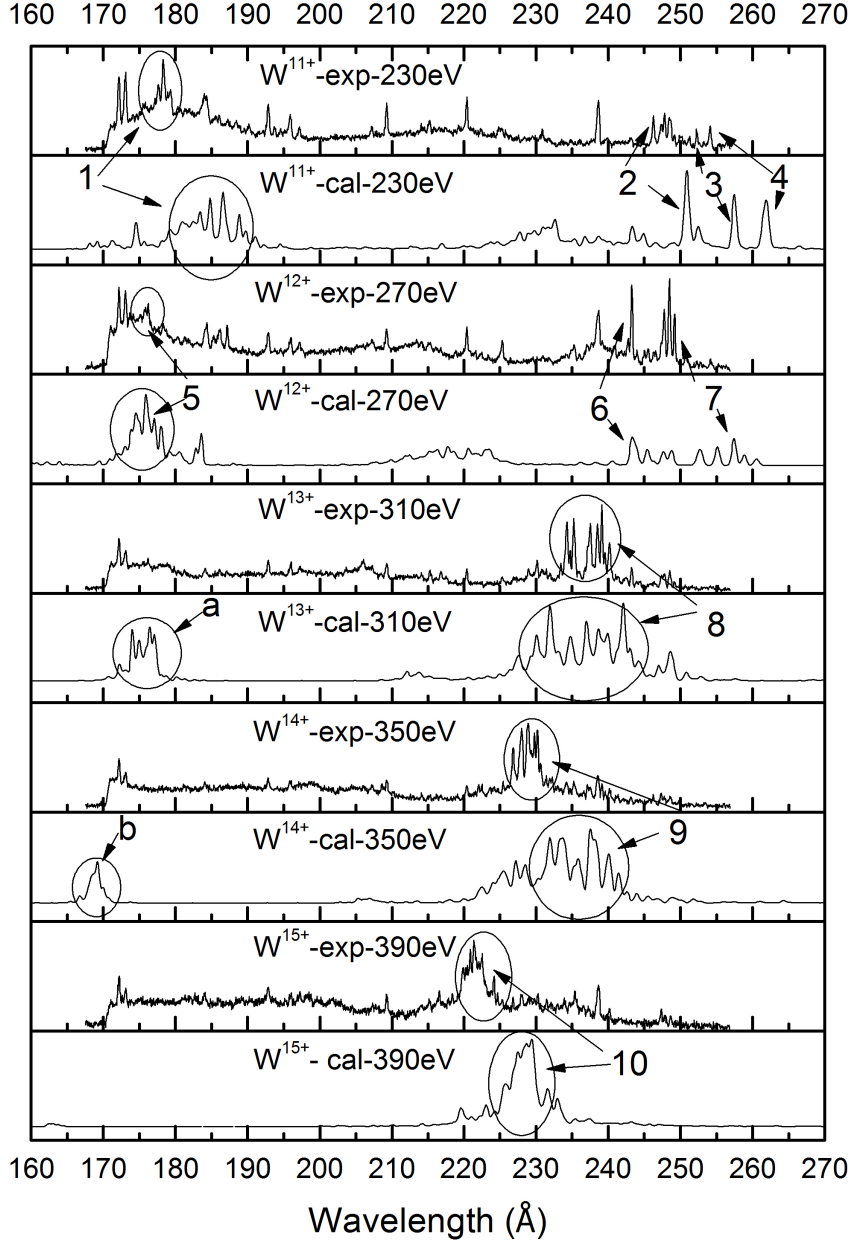 160 170 180 190 200 210 220 230 240 250 260 270
W11+-exp-230eV
1
W11+-cal-230eV
2
3
4
W12+-exp-270eV
5
6
7
W12+-cal-270eV
6
W13+-exp-310eV
a
W13+-cal-310eV
8
W14+-exp-350eV
b
W14+-cal-350eV
9
W15+-exp-390eV
W15+- cal-390eV
10
160 170 180 190 200 210 220 230 240 250 260 270
Wavelength (Å)